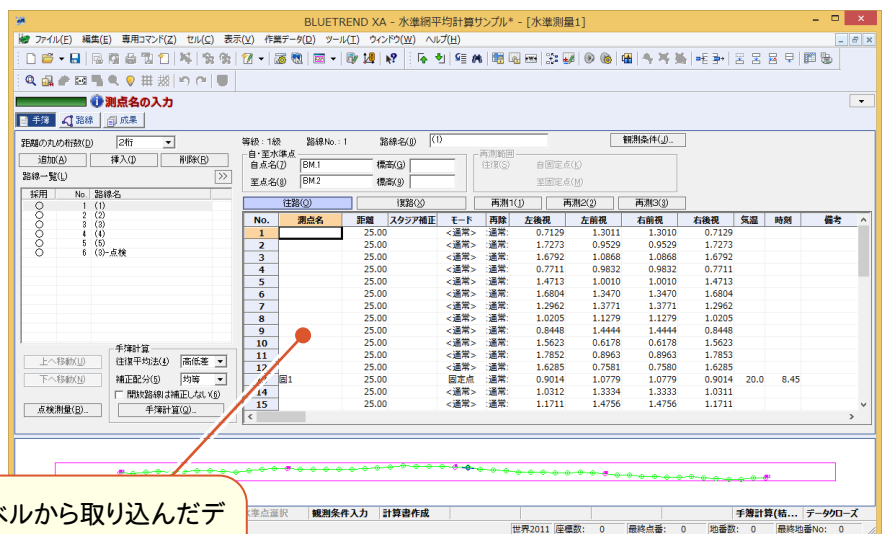 BLUETREND XA - 水準網平均計算サンプル* - [水準測量1]
ファイル(F) 編集(E) 専用コマンド(Z) セル(C) 表示(V) 作業データ(D) ツール(T) ウィンドウ(W) ヘルプ(H)
測点名の入力
手簿 路線 成果
距離の丸め桁数(D) 2桁
追加(A) 挿入(I) 削除(R)
路線一覧(L) >>
採用 No. 路線名
1 (1)
2 (2)
3 (3)
4 (4)
5 (5)
6 (3)-点検
上へ移動(U)
下へ移動(N)
点検測量(B)...
手簿計算
往復平均法(4) 高低差
補正配分(5) 均等
開放路線は補正しない(8)
手簿計算(Q)...
等級 : 1級 路線No. : 1 路線名(J) (1) 観測条件(J)...
自・至水準点
自点名(7) BM.1 標高(G)
至点名(8) BM.2 標高(9)
再測範囲
往復(S) 自固定点(K)
至固定点(M)
往路(O) 復路(X) 再測1(1) 再測2(2) 再測3(3)
No. 測点名 距離 スタジア補正 モード 再除 左後視 左前視 右前視 右後視 気温 時刻 備考
1 25.00 <通常> :通常: 0.7129 1.3011 1.3010 0.7129
2 25.00 <通常> :通常: 1.7273 0.9529 0.9529 1.7273
3 25.00 <通常> :通常: 1.6792 1.0868 1.0868 1.6792
4 25.00 <通常> :通常: 0.7711 0.9832 0.9832 0.7711
5 25.00 <通常> :通常: 1.4713 1.0010 1.0010 1.4713
6 25.00 <通常> :通常: 1.6804 1.3470 1.3470 1.6804
7 25.00 <通常> :通常: 1.2962 1.3771 1.3771 1.2962
8 25.00 <通常> :通常: 1.0205 1.1279 1.1279 1.0205
9 25.00 <通常> :通常: 0.8448 1.4444 1.4444 0.8448
10 25.00 <通常> :通常: 1.5623 0.6178 0.6178 1.5623
11 25.00 <通常> :通常: 1.7852 0.8963 0.8963 1.7853
12 25.00 <通常> :通常: 1.6285 0.7581 0.7580 1.6285
固1 25.00 固定点 :通常: 0.9014 1.0779 1.0779 0.9014 20.0 8.45
14 25.00 <通常> :通常: 1.0312 1.3334 1.3333 1.0311
15 25.00 <通常> :通常: 1.1711 1.4756 1.4756 1.1711
ベルから取り込んだデ
準点選択 観測条件入力 計算書作成 手簿計算(結... データクローズ
世界2011 座標数: 0 最終点番: 0 地番数: 0 最終地番No: 0